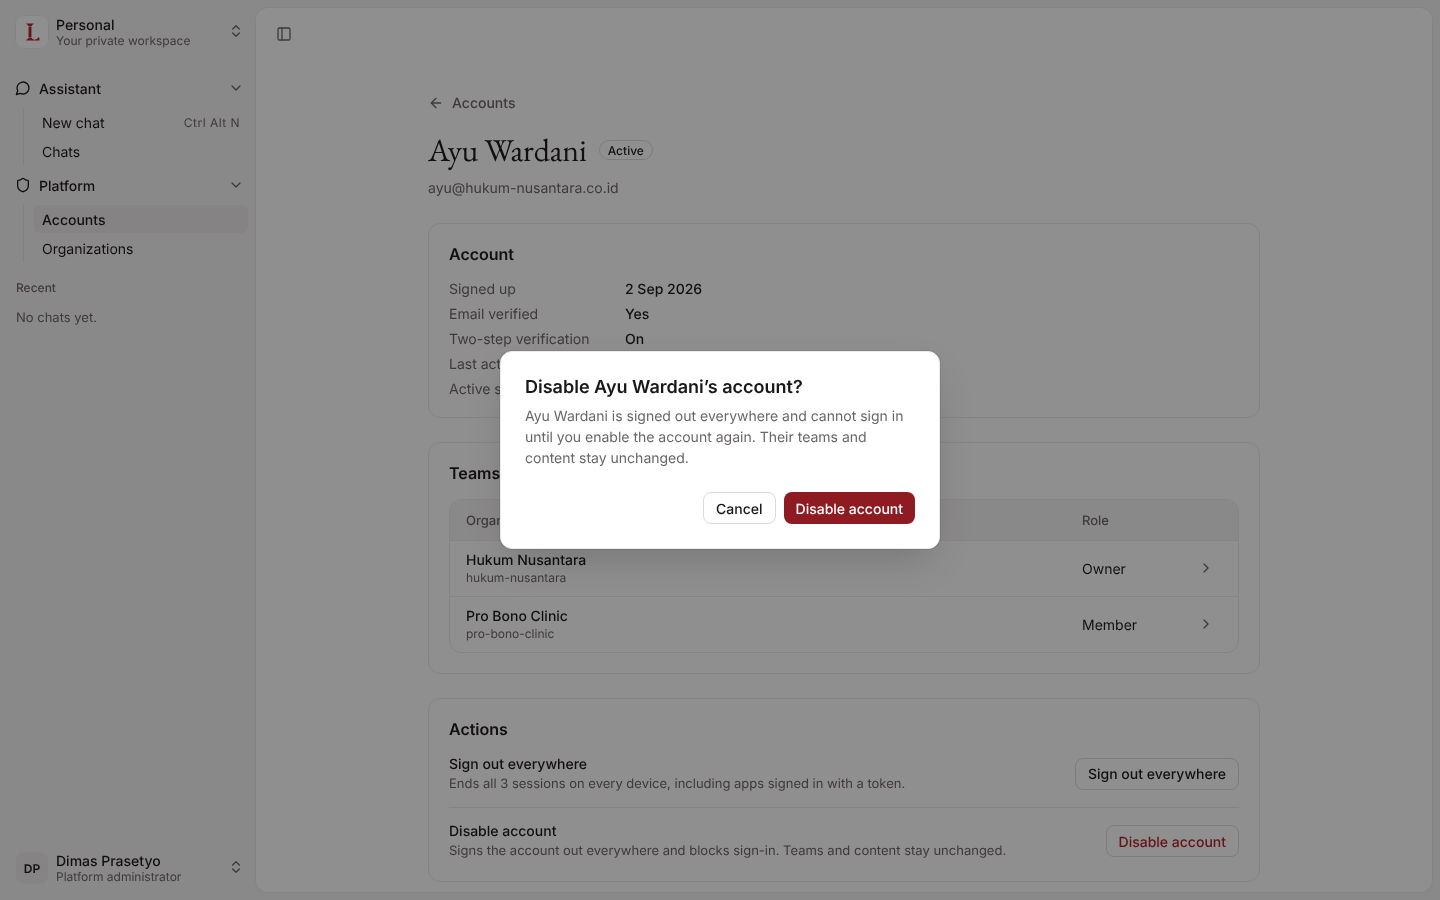 L
Personal
Your private workspace
Assistant
New chat
Ctrl Alt N
Chats
Platform
Accounts
Organizations
Recent
No chats yet.
DP
Dimas Prasetyo
Platform administrator
Accounts
Ayu Wardani
Active
ayu@hukum-nusantara.co.id
Account
Signed up
2 Sep 2026
Email verified
Yes
Two-step verification
On
Last
Active
Disable Ayu Wardani’s account?
Ayu Wardani is signed out everywhere and cannot sign in
until you enable the account again. Their teams and
content stay unchanged.
Cancel
Disable account
Teams
Role
Hukum Nusantara
hukum-nusantara
Owner
Pro Bono Clinic
pro-bono-clinic
Member
Actions
Sign out everywhere
Ends all 3 sessions on every device, including apps signed in with a token.
Sign out everywhere
Disable account
Signs the account out everywhere and blocks sign-in. Teams and content stay unchanged.
Disable account